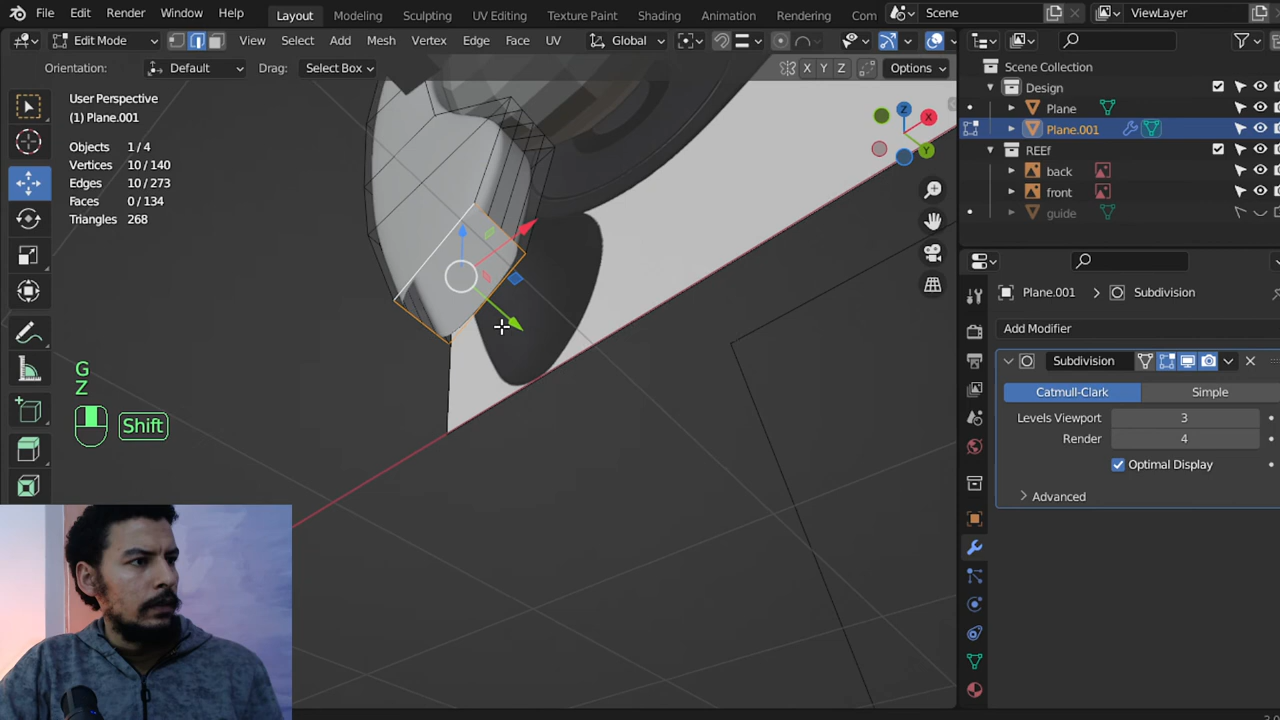 File Edit Render Window Help Layout Modeling Sculpting UV Editing Texture Paint Shading Animation Rendering Com Scene ViewLayer
Edit Mode View Select Add Mesh Vertex Edge Face UV Global
Orientation: Default Drag: Select Box X Y Z Options
User Perspective
(1) Plane.001
Objects 1 / 4
Vertices 10 / 140
Edges 10 / 273
Faces 0 / 134
Triangles 268
G
Z
Shift
Z
X
Y
Scene Collection
Design
Plane
Plane.001
REEf
back
front
guide
Plane.001 > Subdivision
Add Modifier
Subdivision
Catmull-Clark Simple
Levels Viewport 3
Render 4
Optimal Display
Advanced